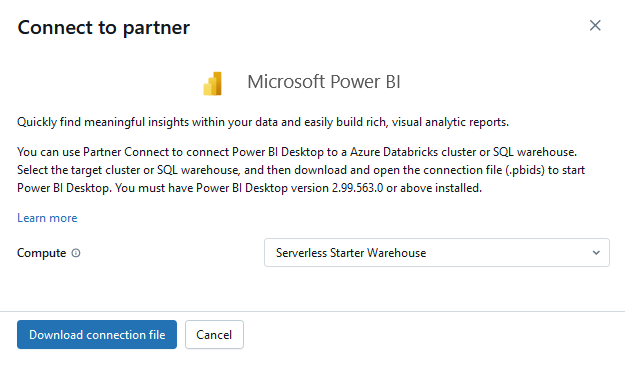 Connect to partner
Microsoft Power BI
Quickly find meaningful insights within your data and easily build rich, visual analytic reports.
You can use Partner Connect to connect Power BI Desktop to a Azure Databricks cluster or SQL warehouse.
Select the target cluster or SQL warehouse, and then download and open the connection file (.pbids) to start
Power BI Desktop. You must have Power BI Desktop version 2.99.563.0 or above installed.
Learn more
Compute
Serverless Starter Warehouse
Download connection file
Cancel